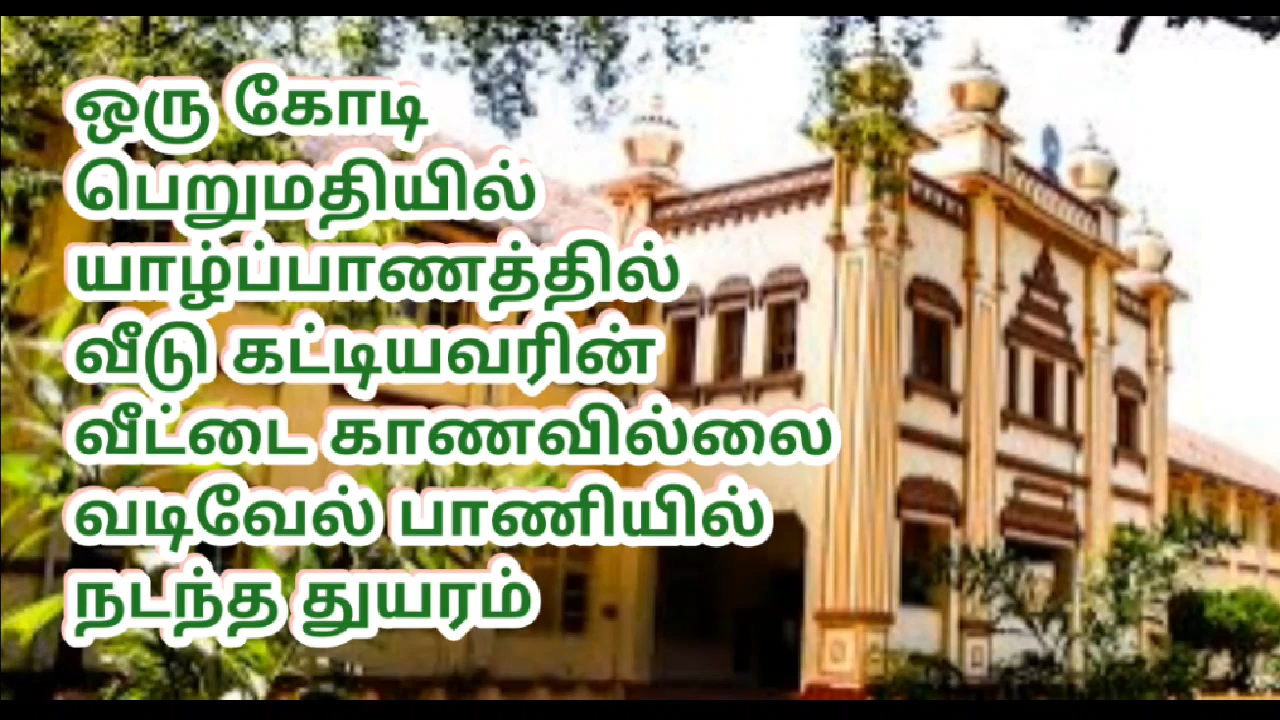 ஒரு கோடி
பெறுமதியில்
யாழ்ப்பாணத்தில்
வீடு கட்டியவரின்
வீட்டை காணவில்லை
வடிவேல் பாணியில்
நடந்த துயரம்